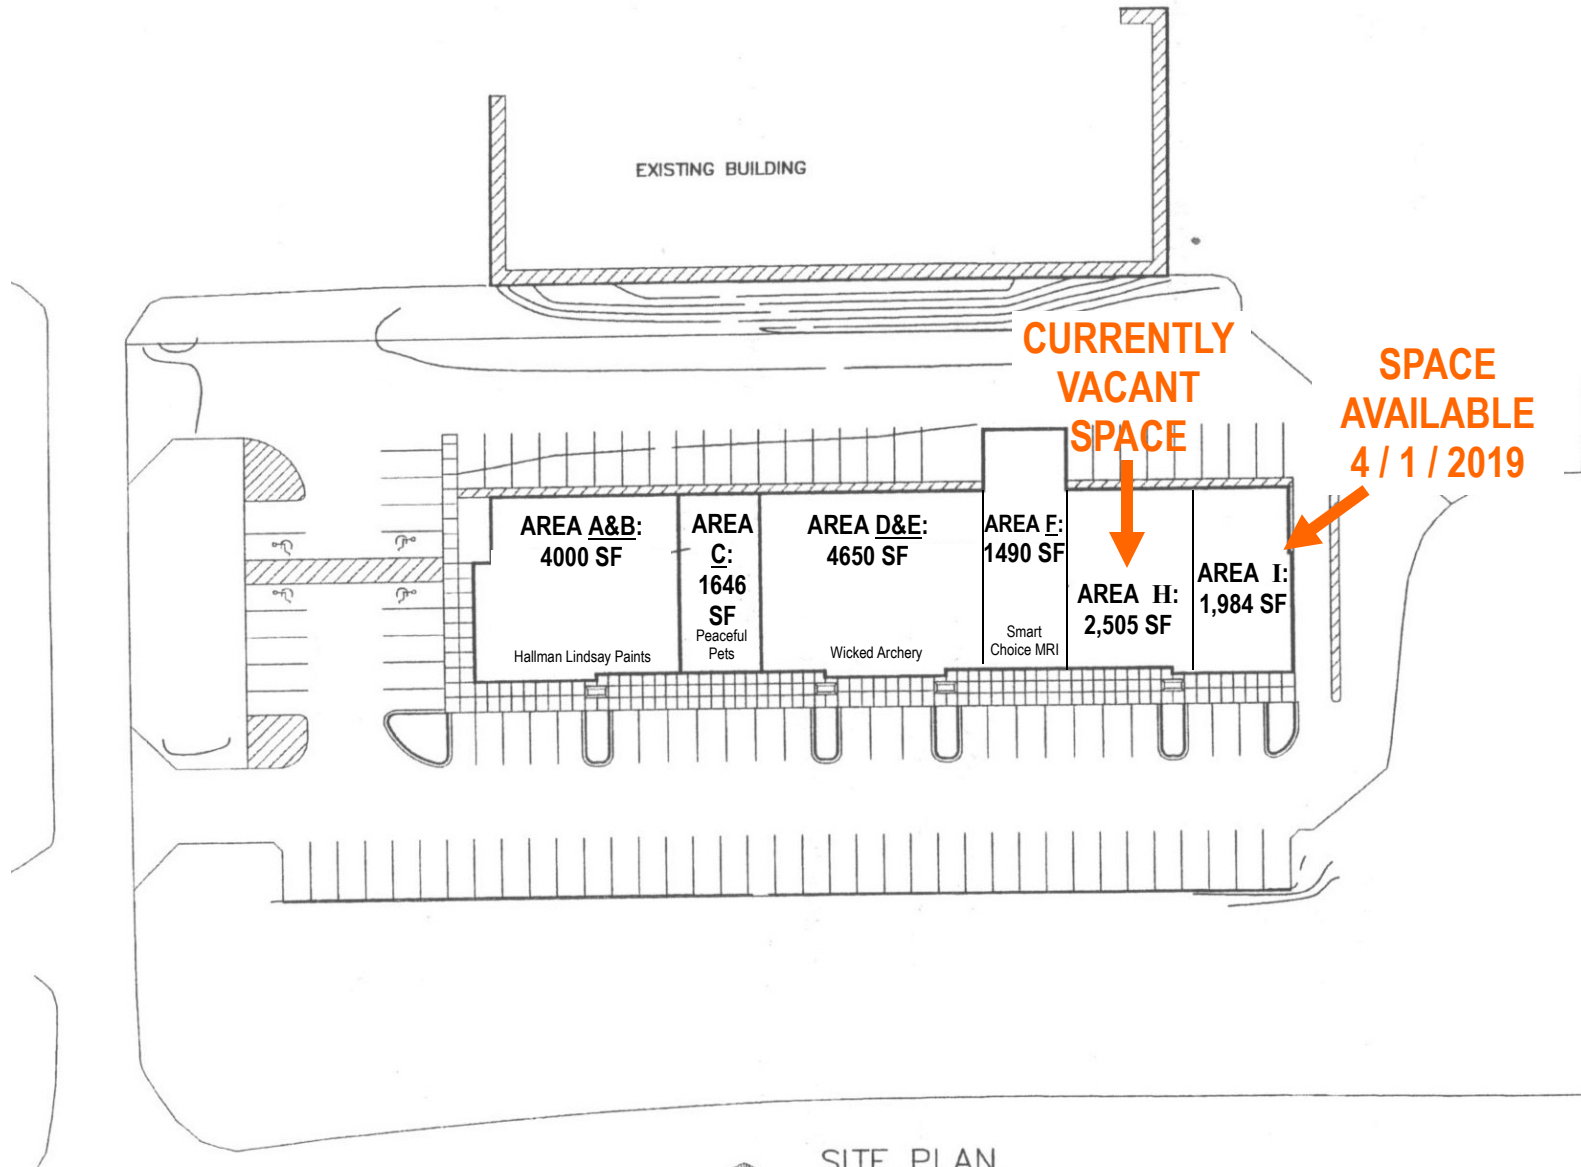 EXISTING BUILDING
CURRENTLY
VACANT
SPACE
SPACE
AVAILABLE
4 / 1 / 2019
AREA A&B:
4000 SF
Hallman Lindsay Paints
AREA
C:
1646
SF
Peaceful
Pets
AREA D&E:
4650 SF
Wicked Archery
AREA F:
1490 SF
Smart
Choice MRI
AREA H:
2,505 SF
AREA I:
1,984 SF
SITE PLAN